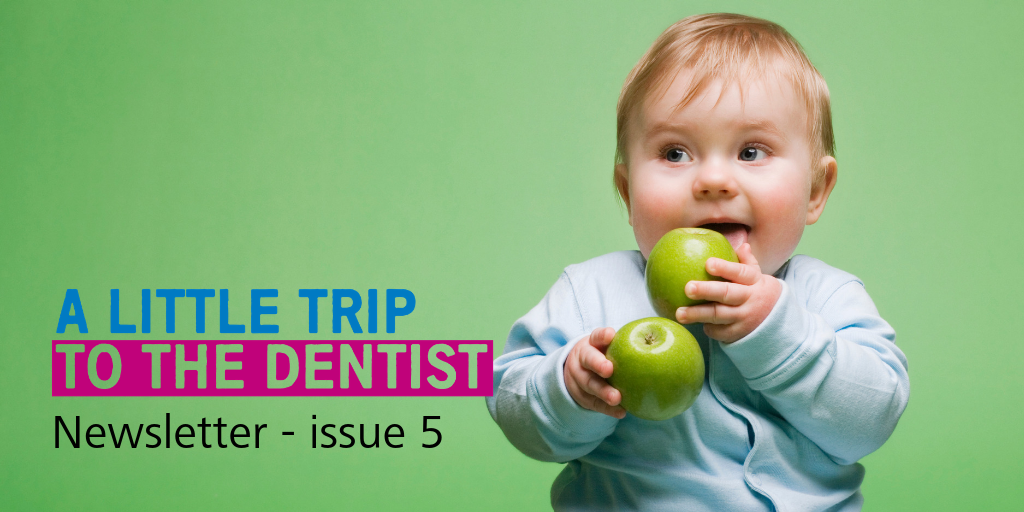 A LITTLE TRIP
TO THE DENTIST
Newsletter - issue 5